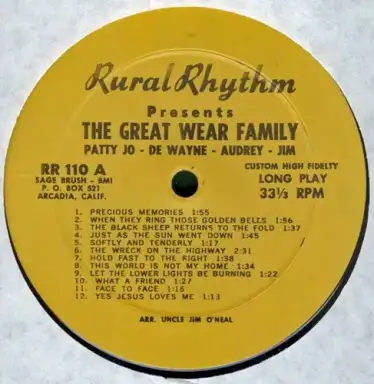 Rural Rhythm
Presents
THE GREAT WEAR FAMILY
PATTY JO - DE WAYNE - AUDREY - JIM
RR 110 A
SAGE BRUSH - BMI
P. O. BOX 521
ARCADIA, CALIF.
CUSTOM HIGH FIDELTY
LONG PLAY
33⅓ RPM
1. PRECIOUS MEMORIES 1:55
2. WHEN THEY RING THOSE GOLDEN BELLS 1:56
3. THE BLACK SHEEP RETURNS TO THE FOLD 1:37
4. JUST AS THE SUN WENT DOWN 1:45
5. SOFTLY AND TENDERLY 1:17
6. THE WRECK ON THE HIGHWAY 2:31
7. HOLD FAST TO THE RIGHT 1:38
8. THIS WORLD IS NOT MY HOME 1:34
9. LET THE LOWER LIGHTS BE BURNING 1:22
10. WHAT A FRIEND 1:27
11. FACE TO FACE 1:16
12. YES JESUS LOVES ME 1:13
ARR. UNCLE JIM O'NEAL